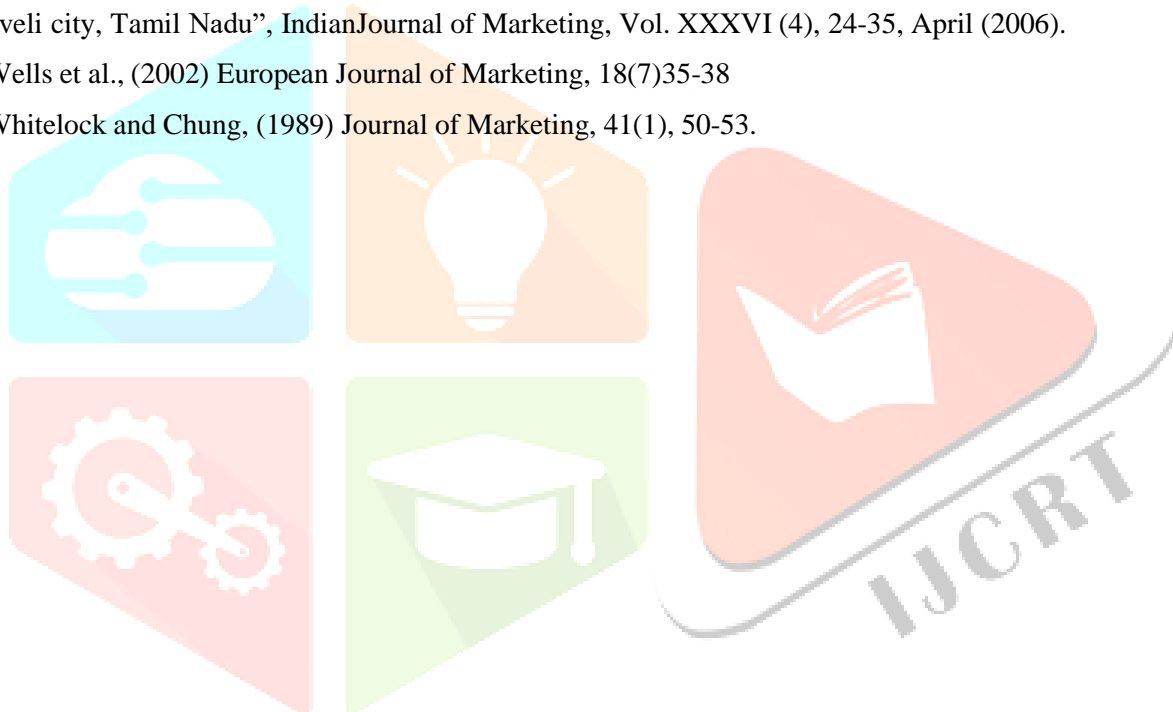 veli city, Tamil Nadu”, IndianJournal of Marketing, Vol. XXXVI (4), 24-35, April (2006).
Wells et al., (2002) European Journal of Marketing, 18(7)35-38
Whitelock and Chung, (1989) Journal of Marketing, 41(1), 50-53.
IJCRT